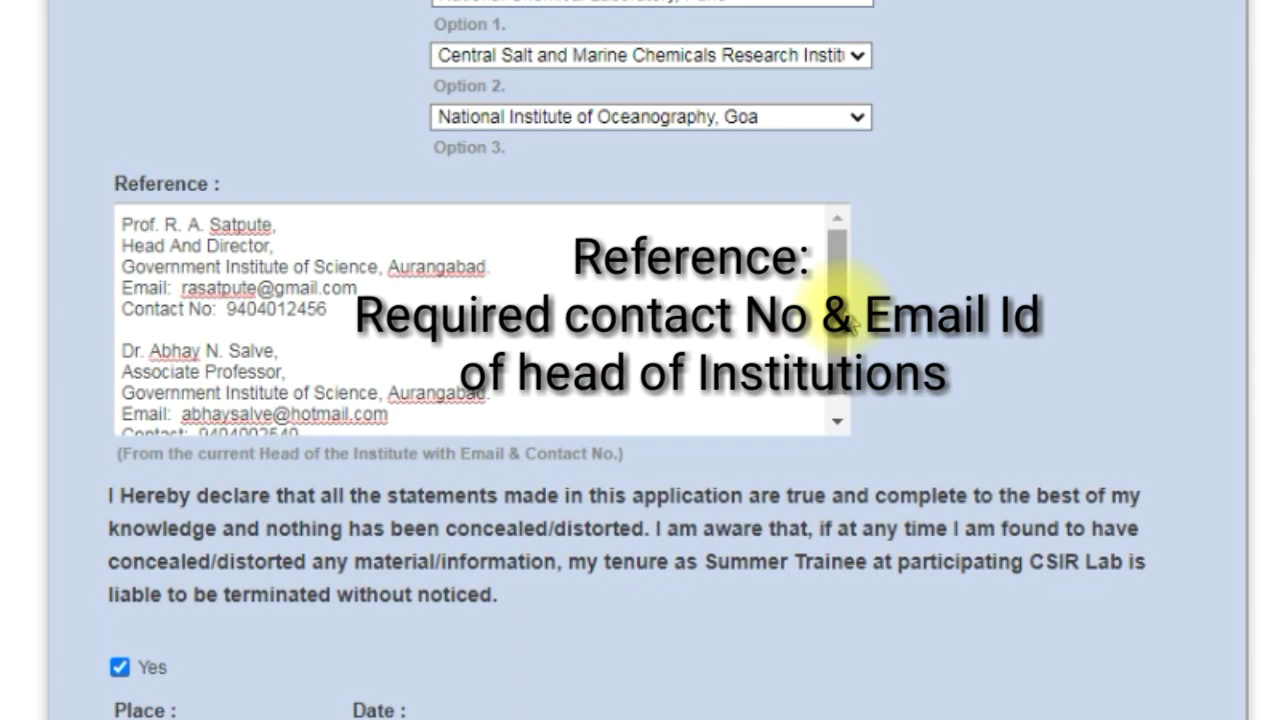 National Chemical Laboratory, Pune
Option 1.
Central Salt and Marine Chemicals Research Instit
Option 2.
National Institute of Oceanography, Goa
Option 3.
Reference :
Prof. R. A. Satpute,
Head And Director,
Government Institute of Science, Aurangabad.
Email: rasatpute@gmail.com
Contact No: 9404012456
Dr. Abhay N. Salve,
Associate Professor,
Government Institute of Science, Aurangabad.
Email: abhaysalve@hotmail.com
Contact:
Reference:
Required contact No & Email Id
of head of Institutions
(From the current Head of the Institute with Email & Contact No.)
I Hereby declare that all the statements made in this application are true and complete to the best of my
knowledge and nothing has been concealed/distorted. I am aware that, if at any time I am found to have
concealed/distorted any material/information, my tenure as Summer Trainee at participating CSIR Lab is
liable to be terminated without noticed.
Yes
Place :
Date :